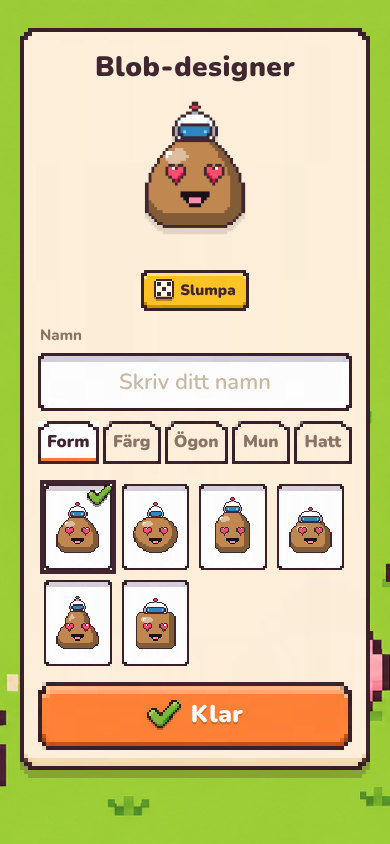 Blob-designer
Slumpa
Namn
Skriv ditt namn
Form Färg Ögon Mun Hatt
Klar